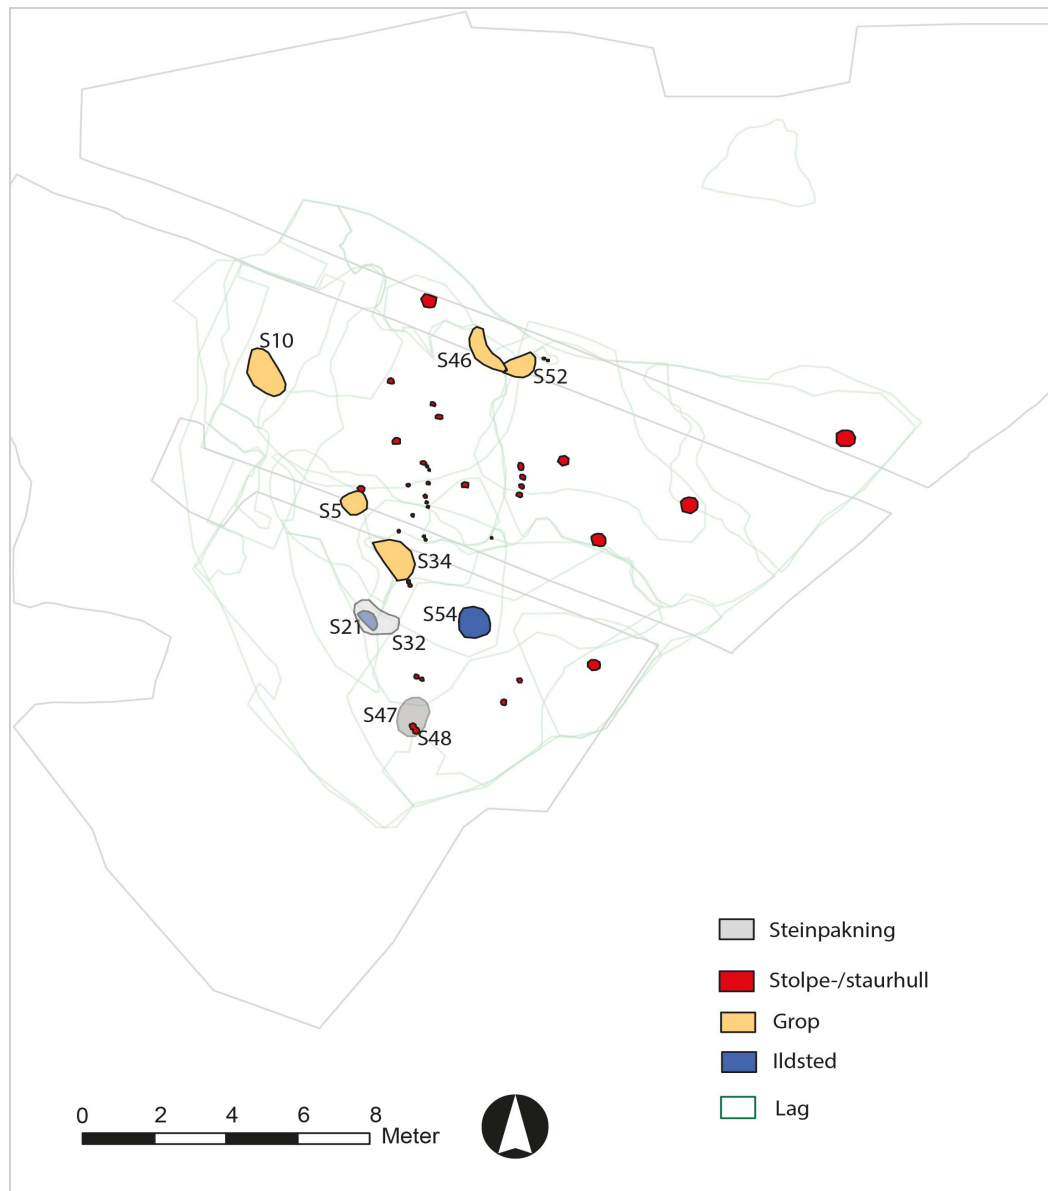 S10
S46
S52
S5
S34
S54
S21
S32
S47
S48
Steinpakning
Stolpe-/staurhull
Grop
Ildsted
Lag
0 2 4 6 8
Meter